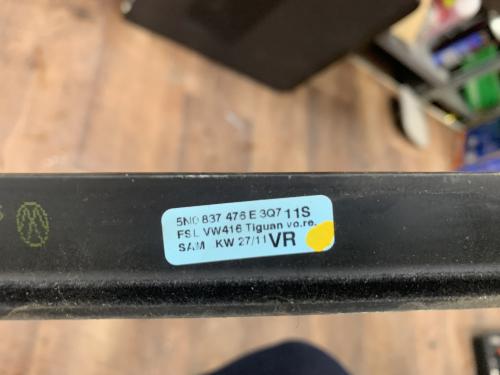 5N0 837 476 E 3Q7 11S
FSL VW416 Tiguan vo.re.
SAM KW 27/11 VR